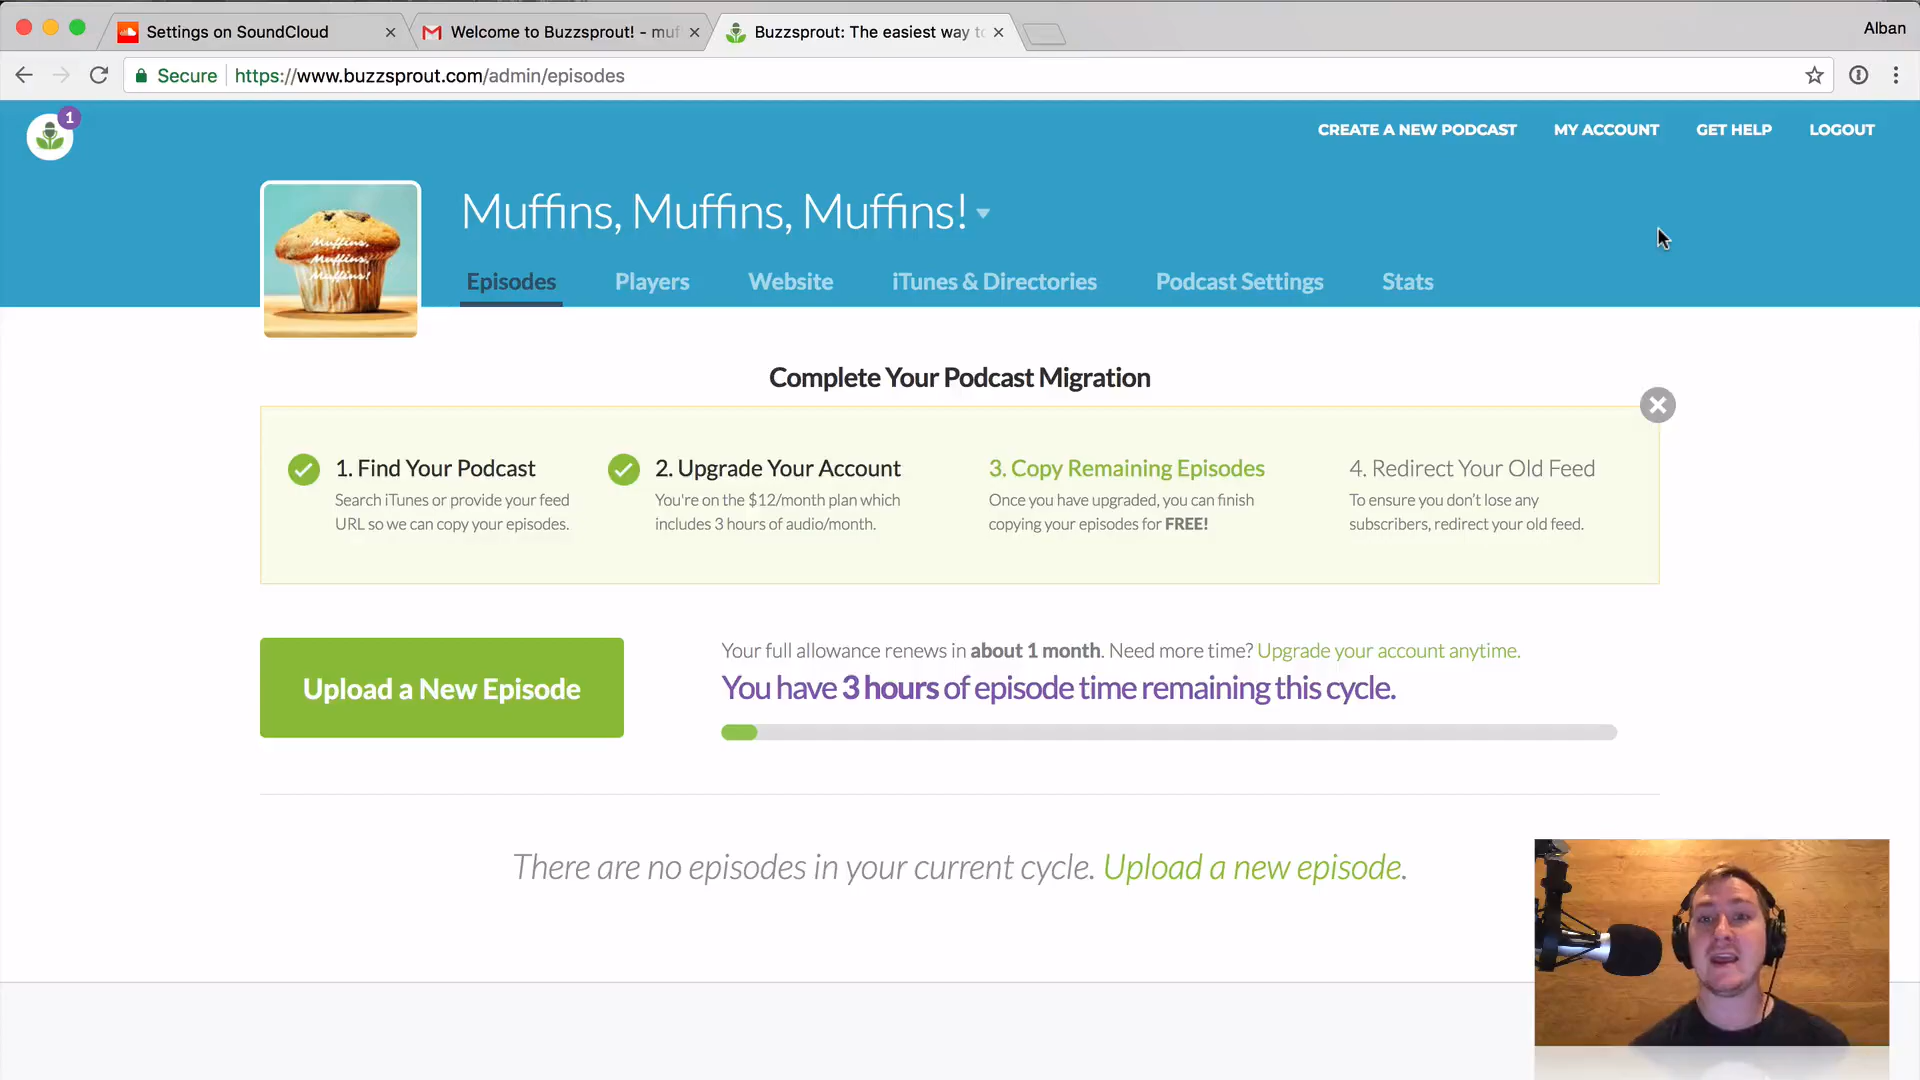 Settings on SoundCloud
Welcome to Buzzsprout! - muf
Buzzsprout: The easiest way to
Alban
Secure
https://www.buzzsprout.com/admin/episodes
1
CREATE A NEW PODCAST
MY ACCOUNT
GET HELP
LOGOUT
Muffins, Muffins, Muffins!
Muffins,
Muffins,
Muffins!
Episodes
Players
Website
iTunes & Directories
Podcast Settings
Stats
Complete Your Podcast Migration
1. Find Your Podcast
Search iTunes or provide your feed
URL so we can copy your episodes.
2. Upgrade Your Account
You're on the $12/month plan which
includes 3 hours of audio/month.
3. Copy Remaining Episodes
Once you have upgraded, you can finish
copying your episodes for FREE!
4. Redirect Your Old Feed
To ensure you don't lose any
subscribers, redirect your old feed.
Upload a New Episode
Your full allowance renews in about 1 month. Need more time? Upgrade your account anytime.
You have 3 hours of episode time remaining this cycle.
There are no episodes in your current cycle. Upload a new episode.